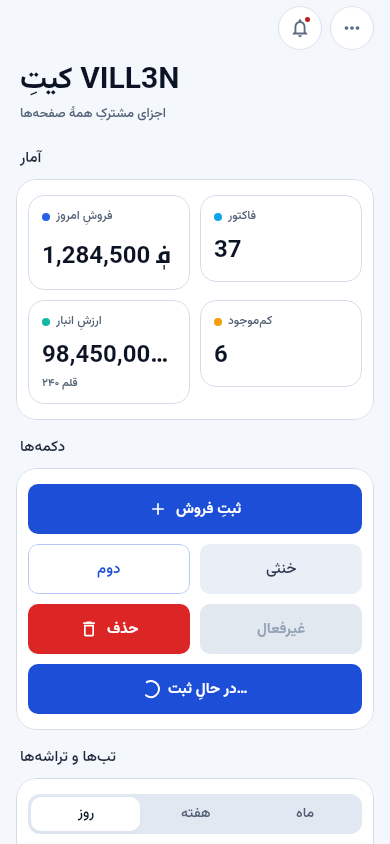 کیتِ VILL3N
اجزای مشترکِ همهٔ صفحه‌ها
آمار
فروشِ امروز
1,284,500 ؋
فاکتور
37
ارزشِ انبار
98,450,00…
۲۴۰ قلم
کم‌موجود
6
دکمه‌ها
ثبتِ فروش
دوم
خنثی
حذف
غیرفعال
در حالِ ثبت…
تب‌ها و تراشه‌ها
روز
هفته
ماه